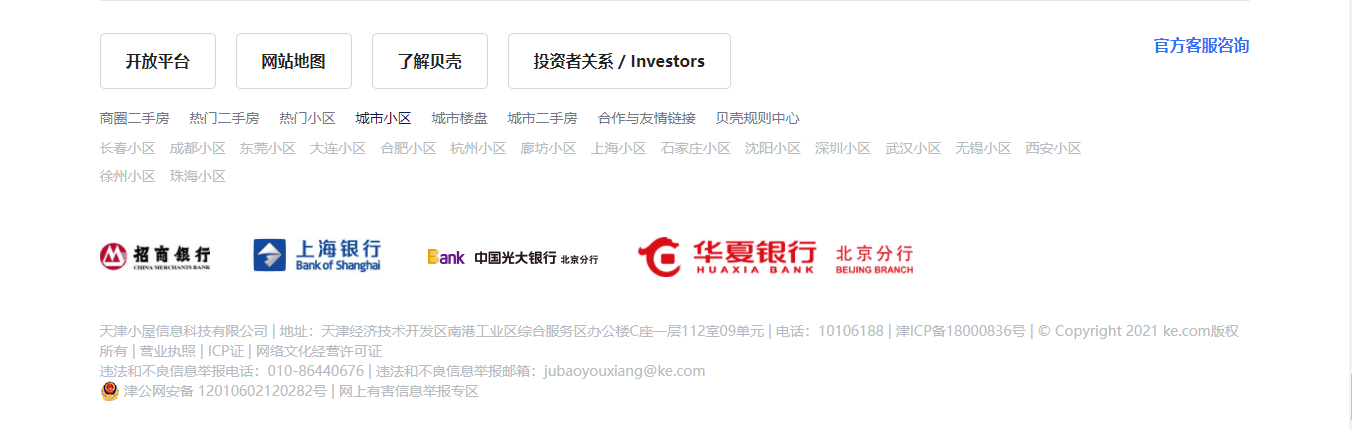 开放平台 网站地图 了解贝壳 投资者关系 / Investors 官方客服咨询
商圈二手房 热门二手房 热门小区 城市小区 城市楼盘 城市二手房 合作与友情链接 贝壳规则中心
长春小区 成都小区 东莞小区 大连小区 合肥小区 杭州小区 廊坊小区 上海小区 石家庄小区 沈阳小区 深圳小区 武汉小区 无锡小区 西安小区
徐州小区 珠海小区
招商银行 CHINA MERCHANTS BANK 上海银行 Bank of Shanghai Bank 中国光大银行 北京分行 华夏银行 HUAXIA BANK 北京分行 BEIJING BRANCH
天津小屋信息科技有限公司 | 地址：天津经济技术开发区南港工业区综合服务区办公楼C座一层112室09单元 | 电话：10106188 | 津ICP备18000836号 | © Copyright 2021 ke.com版权
所有 | 营业执照 | ICP证 | 网络文化经营许可证
违法和不良信息举报电话：010-86440676 | 违法和不良信息举报邮箱：jubaoyouxiang@ke.com
津公网安备 12010602120282号 | 网上有害信息举报专区